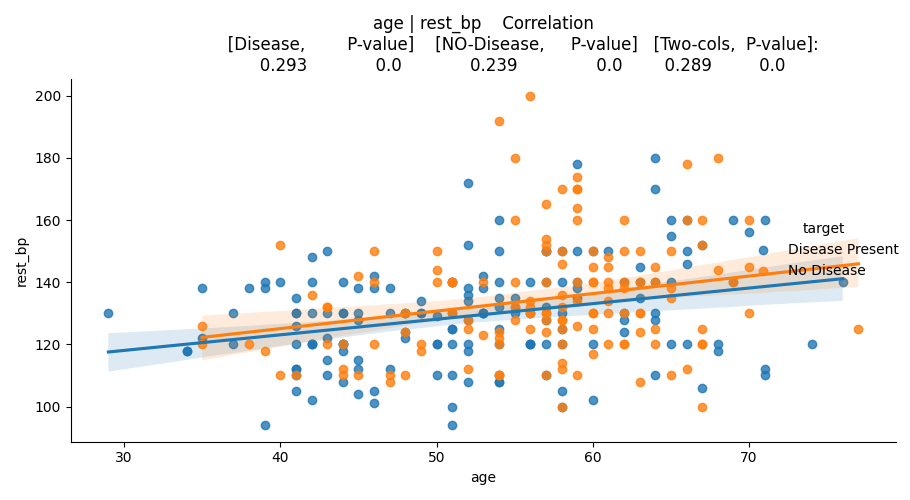 age | rest_bp    Correlation
[Disease,        P-value]    [NO-Disease,     P-value]   [Two-cols,  P-value]:
0.293             0.0             0.239               0.0        0.289         0.0
200
180
160
140
120
100
rest_bp
target
Disease Present
No Disease
30
40
50
60
70
age